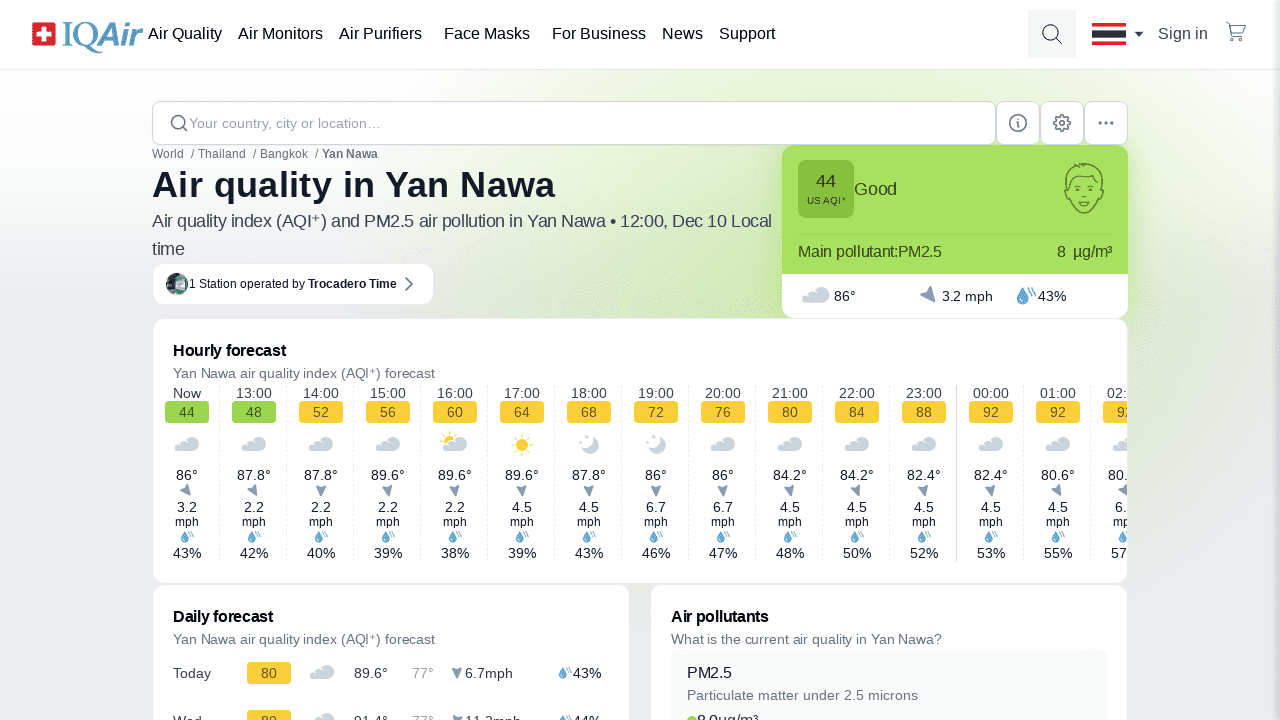 IQAir
Air Quality Air Monitors Air Purifiers Face Masks For Business News Support Sign in
Your country, city or location…
World / Thailand / Bangkok / Yan Nawa
Air quality in Yan Nawa
Air quality index (AQI⁺) and PM2.5 air pollution in Yan Nawa • 12:00, Dec 10 Local
time
1 Station operated by Trocadero Time
44
US AQI⁺
Good
Main pollutant:PM2.5 8 µg/m³
86° 3.2 mph 43%
Hourly forecast
Yan Nawa air quality index (AQI⁺) forecast
Now 13:00 14:00 15:00 16:00 17:00 18:00 19:00 20:00 21:00 22:00 23:00 00:00 01:00 02:
44 48 52 56 60 64 68 72 76 80 84 88 92 92 92
86° 87.8° 87.8° 89.6° 89.6° 89.6° 87.8° 86° 86° 84.2° 84.2° 82.4° 82.4° 80.6° 80.
3.2 2.2 2.2 2.2 2.2 4.5 4.5 6.7 6.7 4.5 4.5 4.5 4.5 4.5 6.
mph mph mph mph mph mph mph mph mph mph mph mph mph mph mp
43% 42% 40% 39% 38% 39% 43% 46% 47% 48% 50% 52% 53% 55% 57
Daily forecast
Yan Nawa air quality index (AQI⁺) forecast
Today 80 89.6° 77° 6.7mph 43%
Wed 80 91.4° 77° 11.2mph 44%
Air pollutants
What is the current air quality in Yan Nawa?
PM2.5
Particulate matter under 2.5 microns
8.0µg/m³